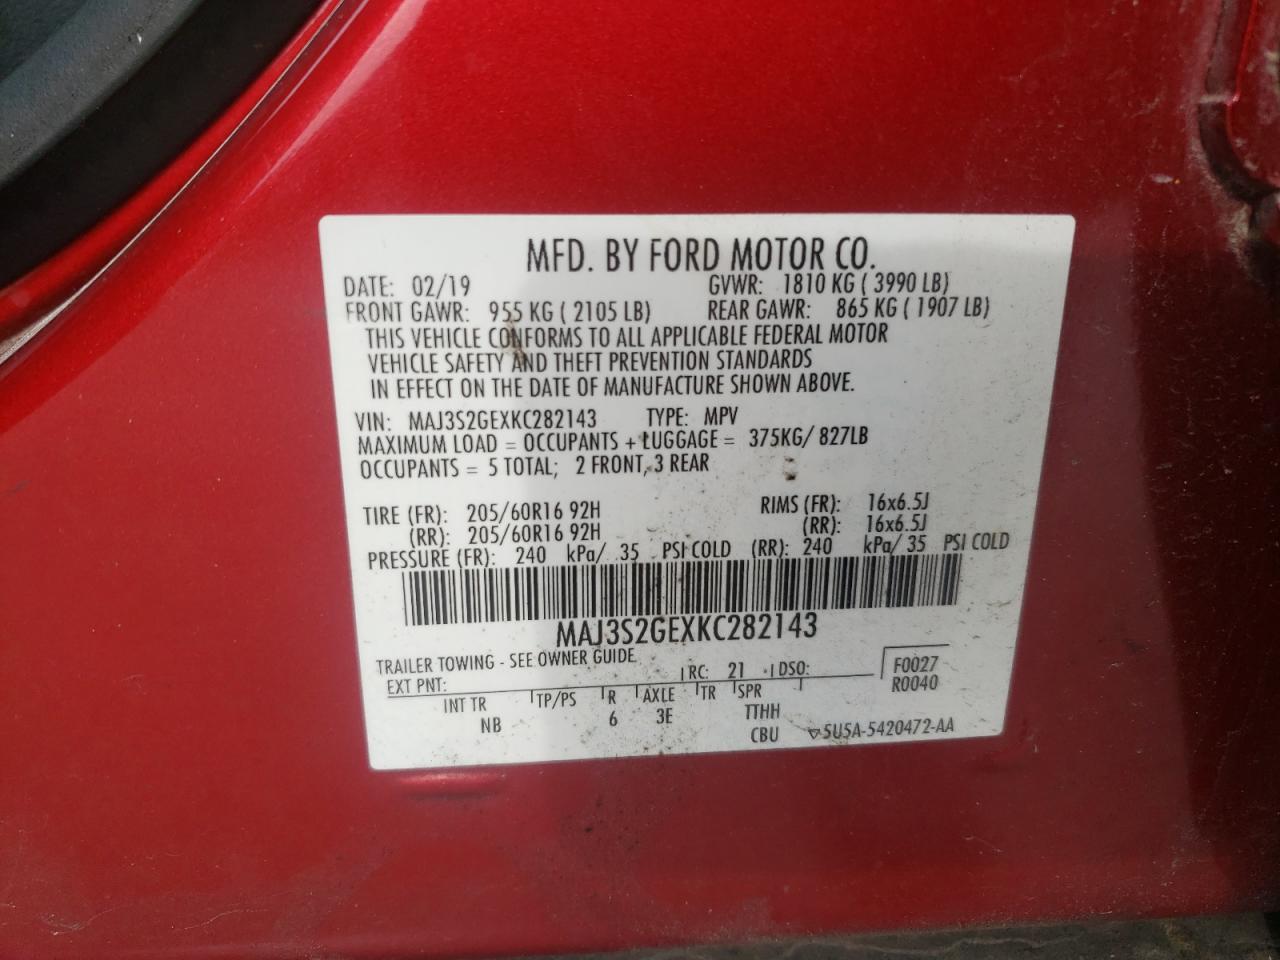 MFD. BY FORD MOTOR CO.
DATE: 02/19 GVWR: 1810 KG ( 3990 LB)
FRONT GAWR: 955 KG ( 2105 LB) REAR GAWR: 865 KG ( 1907 LB)
THIS VEHICLE CONFORMS TO ALL APPLICABLE FEDERAL MOTOR
VEHICLE SAFETY AND THEFT PREVENTION STANDARDS
IN EFFECT ON THE DATE OF MANUFACTURE SHOWN ABOVE.
VIN: MAJ3S2GEXKC282143 TYPE: MPV
MAXIMUM LOAD = OCCUPANTS + LUGGAGE = 375KG/ 827LB
OCCUPANTS = 5 TOTAL; 2 FRONT, 3 REAR
TIRE (FR): 205/60R16 92H RIMS (FR): 16x6.5J
(RR): 205/60R16 92H (RR): 16x6.5J
PRESSURE (FR): 240 kPa/ 35 PSI COLD (RR): 240 kPa/ 35 PSI COLD
MAJ3S2GEXKC282143
TRAILER TOWING - SEE OWNER GUIDE
EXT PNT: RC: 21 DSO: F0027
R0040
INT TR TP/PS R AXLE TR SPR
NB 6 3E TTHH
CBU ▽5U5A-5420472-AA